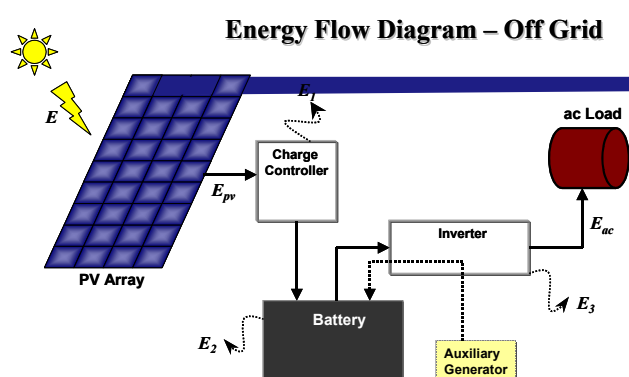 Energy Flow Diagram – Off Grid
E
E1
ac Load
Charge
Controller
Epv
Inverter
Eac
PV Array
Battery
E3
E2
Auxiliary
Generator